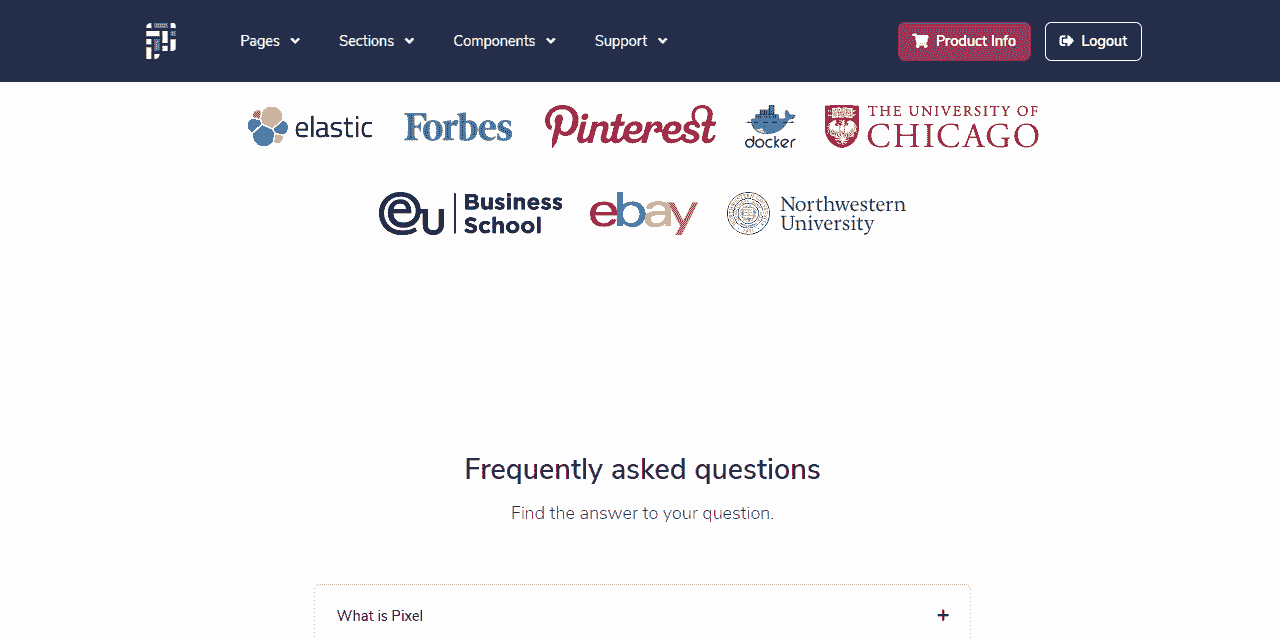 Pages Sections Components Support Product Info Logout
elastic Forbes Pinterest docker THE UNIVERSITY OF
CHICAGO
eu Business
School ebay Northwestern
University
Frequently asked questions
Find the answer to your question.
What is Pixel +